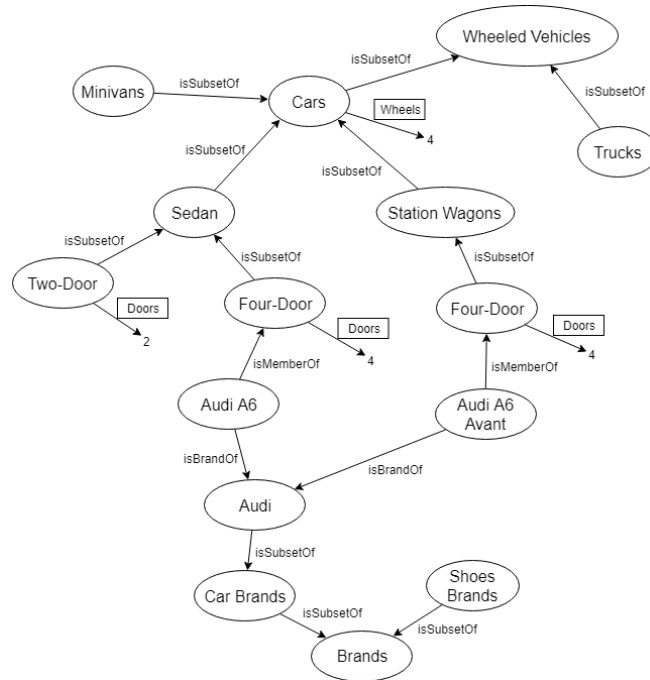 Wheeled Vehicles
isSubsetOf
Minivans
isSubsetOf
Cars
isSubsetOf
Wheels
4
Trucks
isSubsetOf
isSubsetOf
Sedan
Station Wagons
isSubsetOf
isSubsetOf
isSubsetOf
Two-Door
Four-Door
Four-Door
Doors
2
Doors
4
Doors
4
isMemberOf
isMemberOf
Audi A6
Audi A6
Avant
isBrandOf
isBrandOf
Audi
isSubsetOf
Car Brands
Shoes
Brands
isSubsetOf
isSubsetOf
Brands